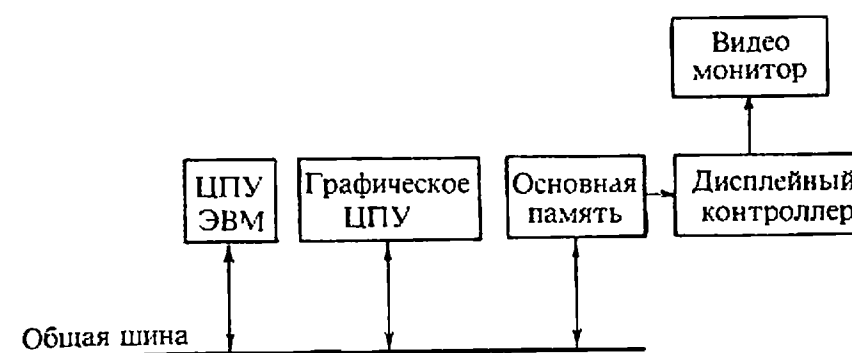 Видео
монитор
ЦПУ
ЭВМ
Графическое
ЦПУ
Основная
память
Дисплейный
контроллер
Общая шина